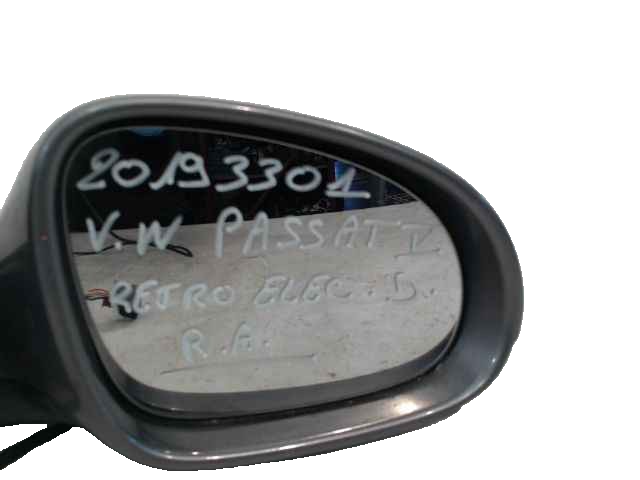 20193301
V.W PASSAT V
RETRO ELEC. D.
R.A.